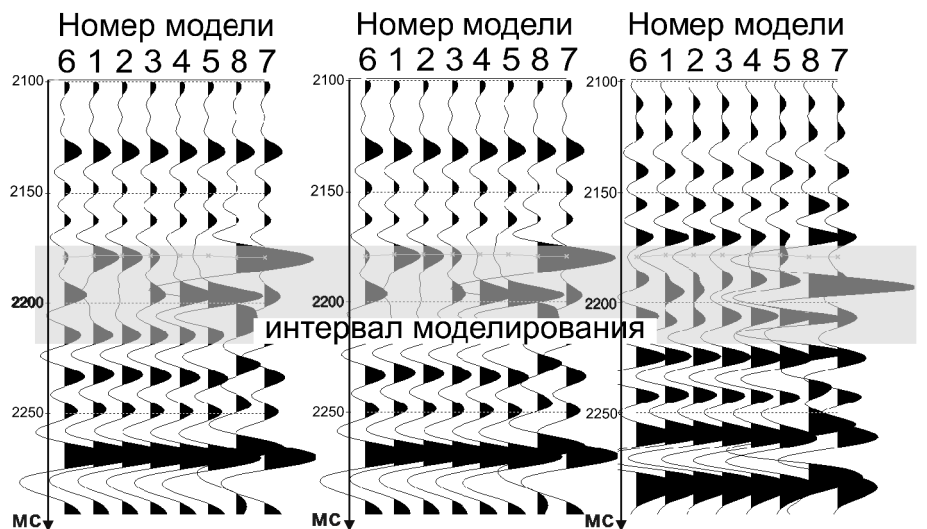 Номер модели Номер модели Номер модели
6 1 2 3 4 5 8 7 6 1 2 3 4 5 8 7 6 1 2 3 4 5 8 7
2100 2100 2100
2150 2150 2150
2200 2200 2200
интервал моделирования
2250 2250 2250
мс мс мс